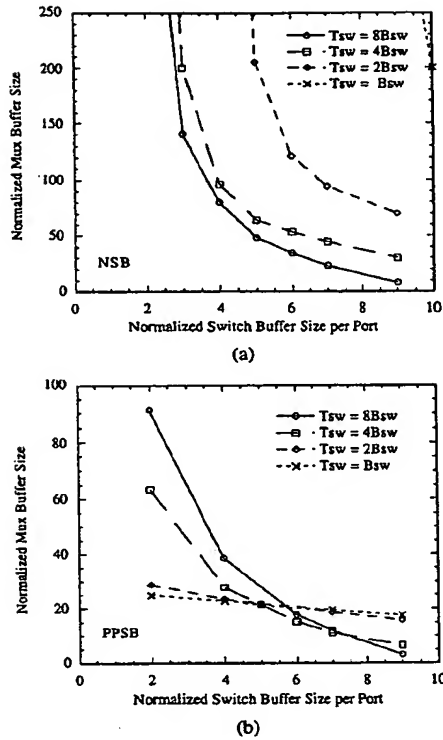 250
200
150
100
50
0
Normalized Mux Buffer Size
Tsw = 8Bsw
Tsw = 4Bsw
Tsw = 2Bsw
Tsw = Bsw
NSB
0 2 4 6 8 10
Normalized Switch Buffer Size per Port
(a)
100
80
60
40
20
0
Normalized Mux Buffer Size
Tsw = 8Bsw
Tsw = 4Bsw
Tsw = 2Bsw
Tsw = Bsw
PPSB
0 2 4 6 8 10
Normalized Switch Buffer Size per Port
(b)